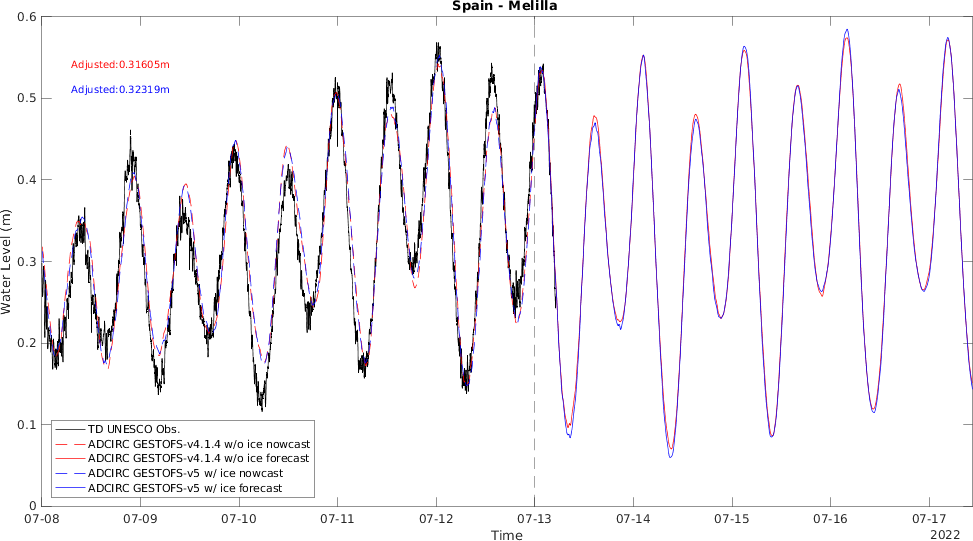 Spain - Melilla
0.6
Adjusted:0.31605m
Adjusted:0.32319m
0.5
0.4
Water Level (m)
0.3
0.2
0.1
0
TD UNESCO Obs.
ADCIRC GESTOFS-v4.1.4 w/o ice nowcast
ADCIRC GESTOFS-v4.1.4 w/o ice forecast
ADCIRC GESTOFS-v5 w/ ice nowcast
ADCIRC GESTOFS-v5 w/ ice forecast
07-08 07-09 07-10 07-11 07-12 07-13 07-14 07-15 07-16 07-17
Time
2022